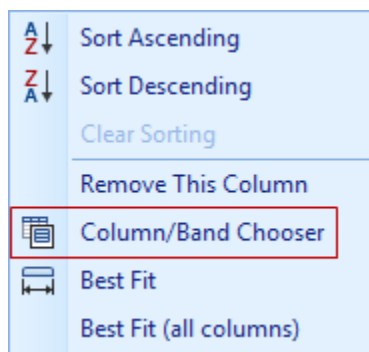 Sort Ascending
Sort Descending
Clear Sorting
Remove This Column
Column/Band Chooser
Best Fit
Best Fit (all columns)